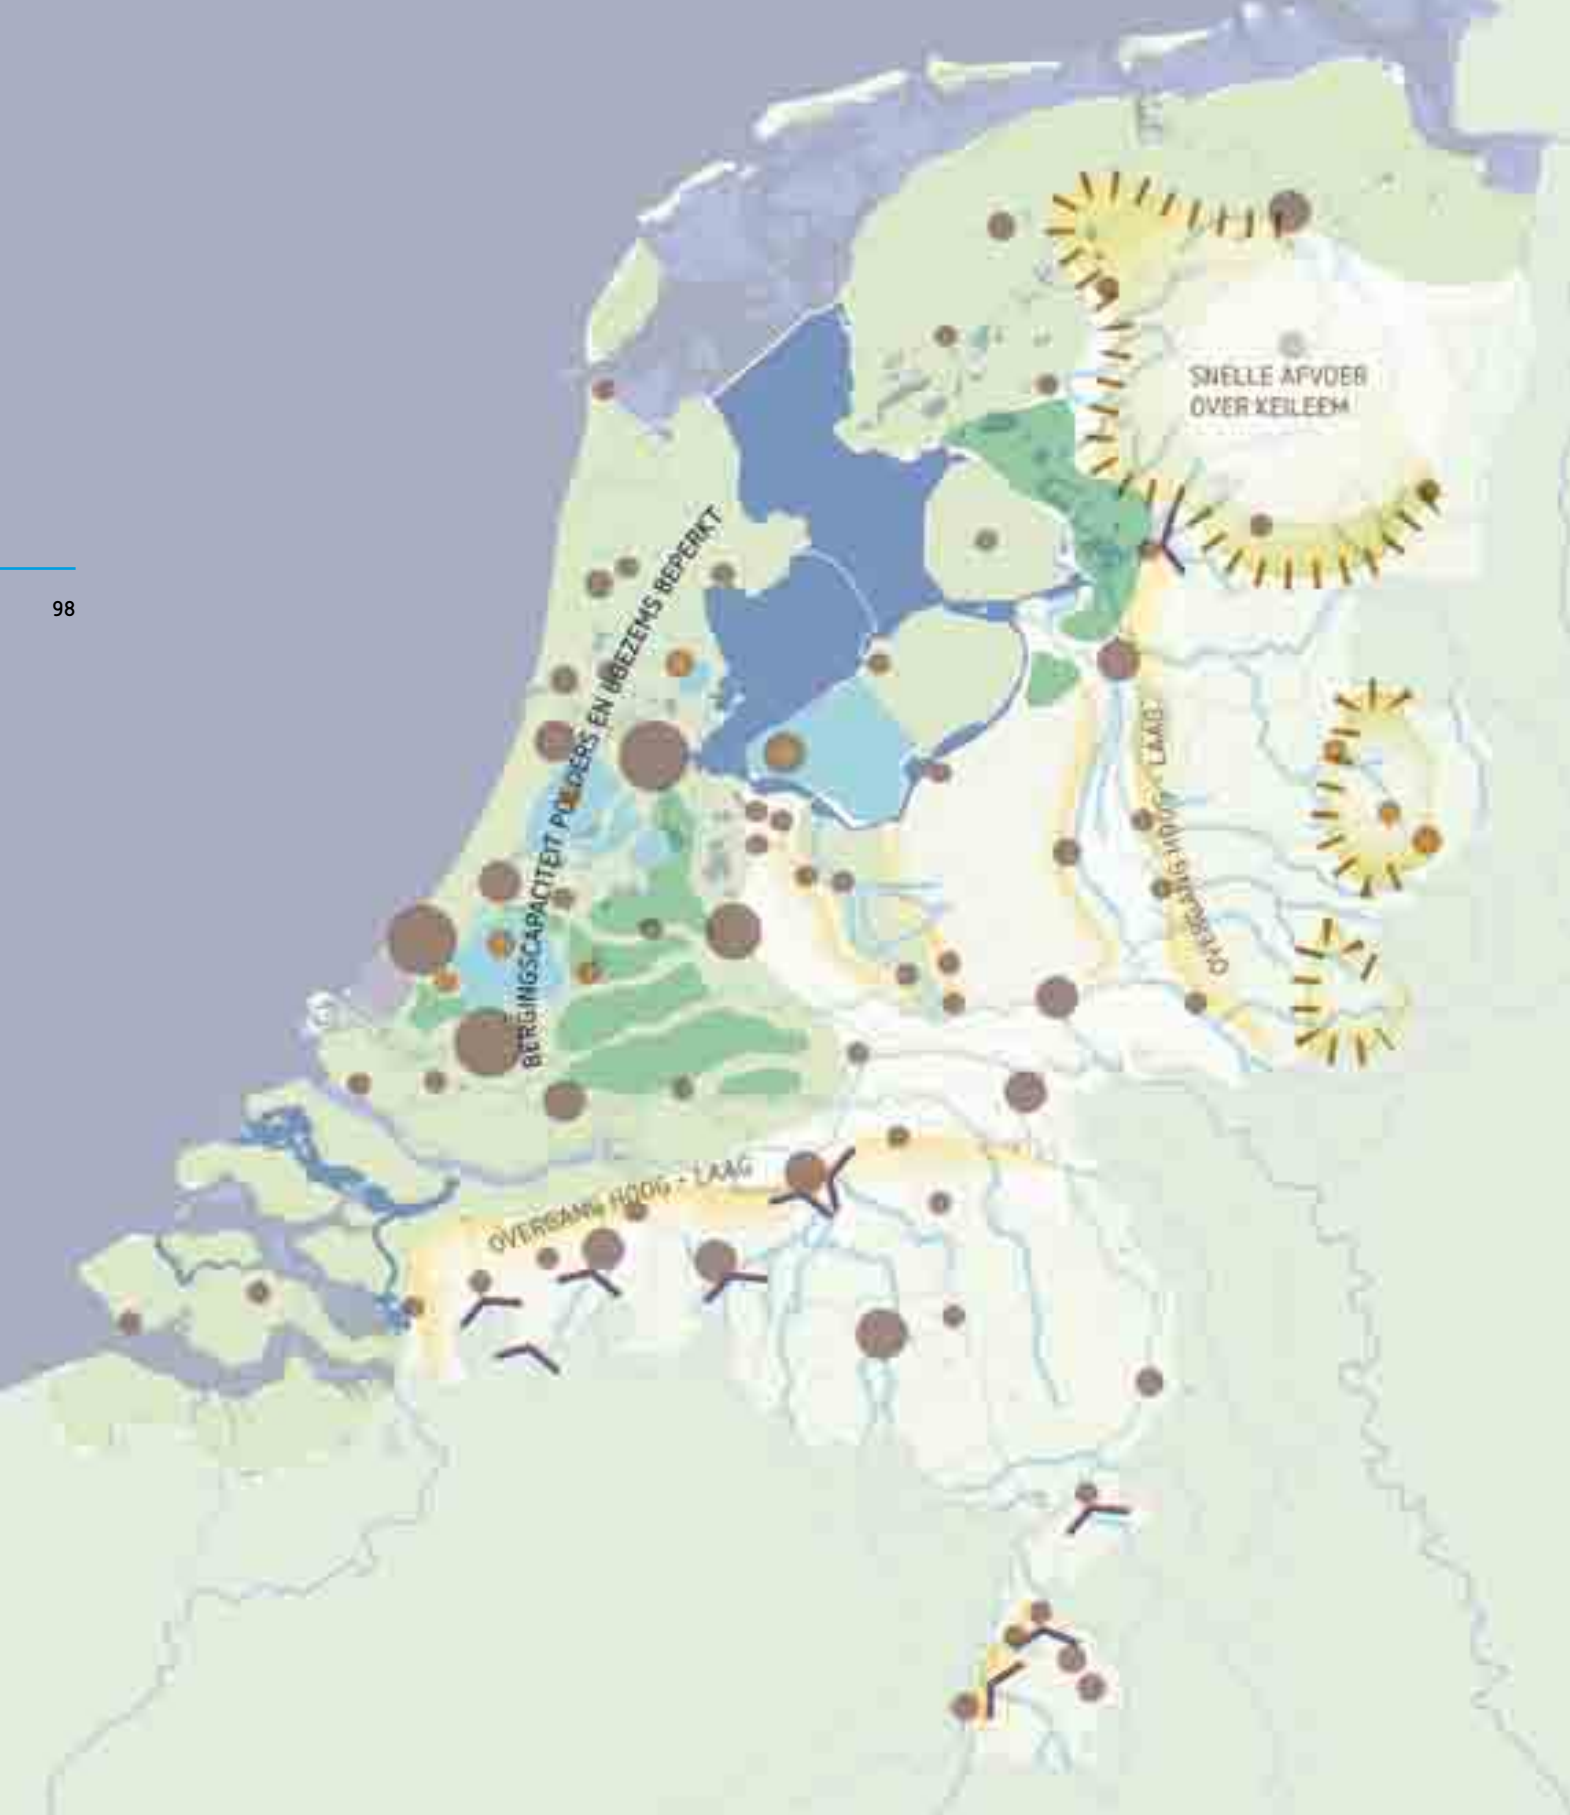 SNELLE AFVOER
OVER KEILEEM
BERGINGSCAPACITEIT POLDERS EN BOEZEMS BEPERKT
98
OVERGANG HOOG - LAAG
OVERGANG HOOG - LAAG